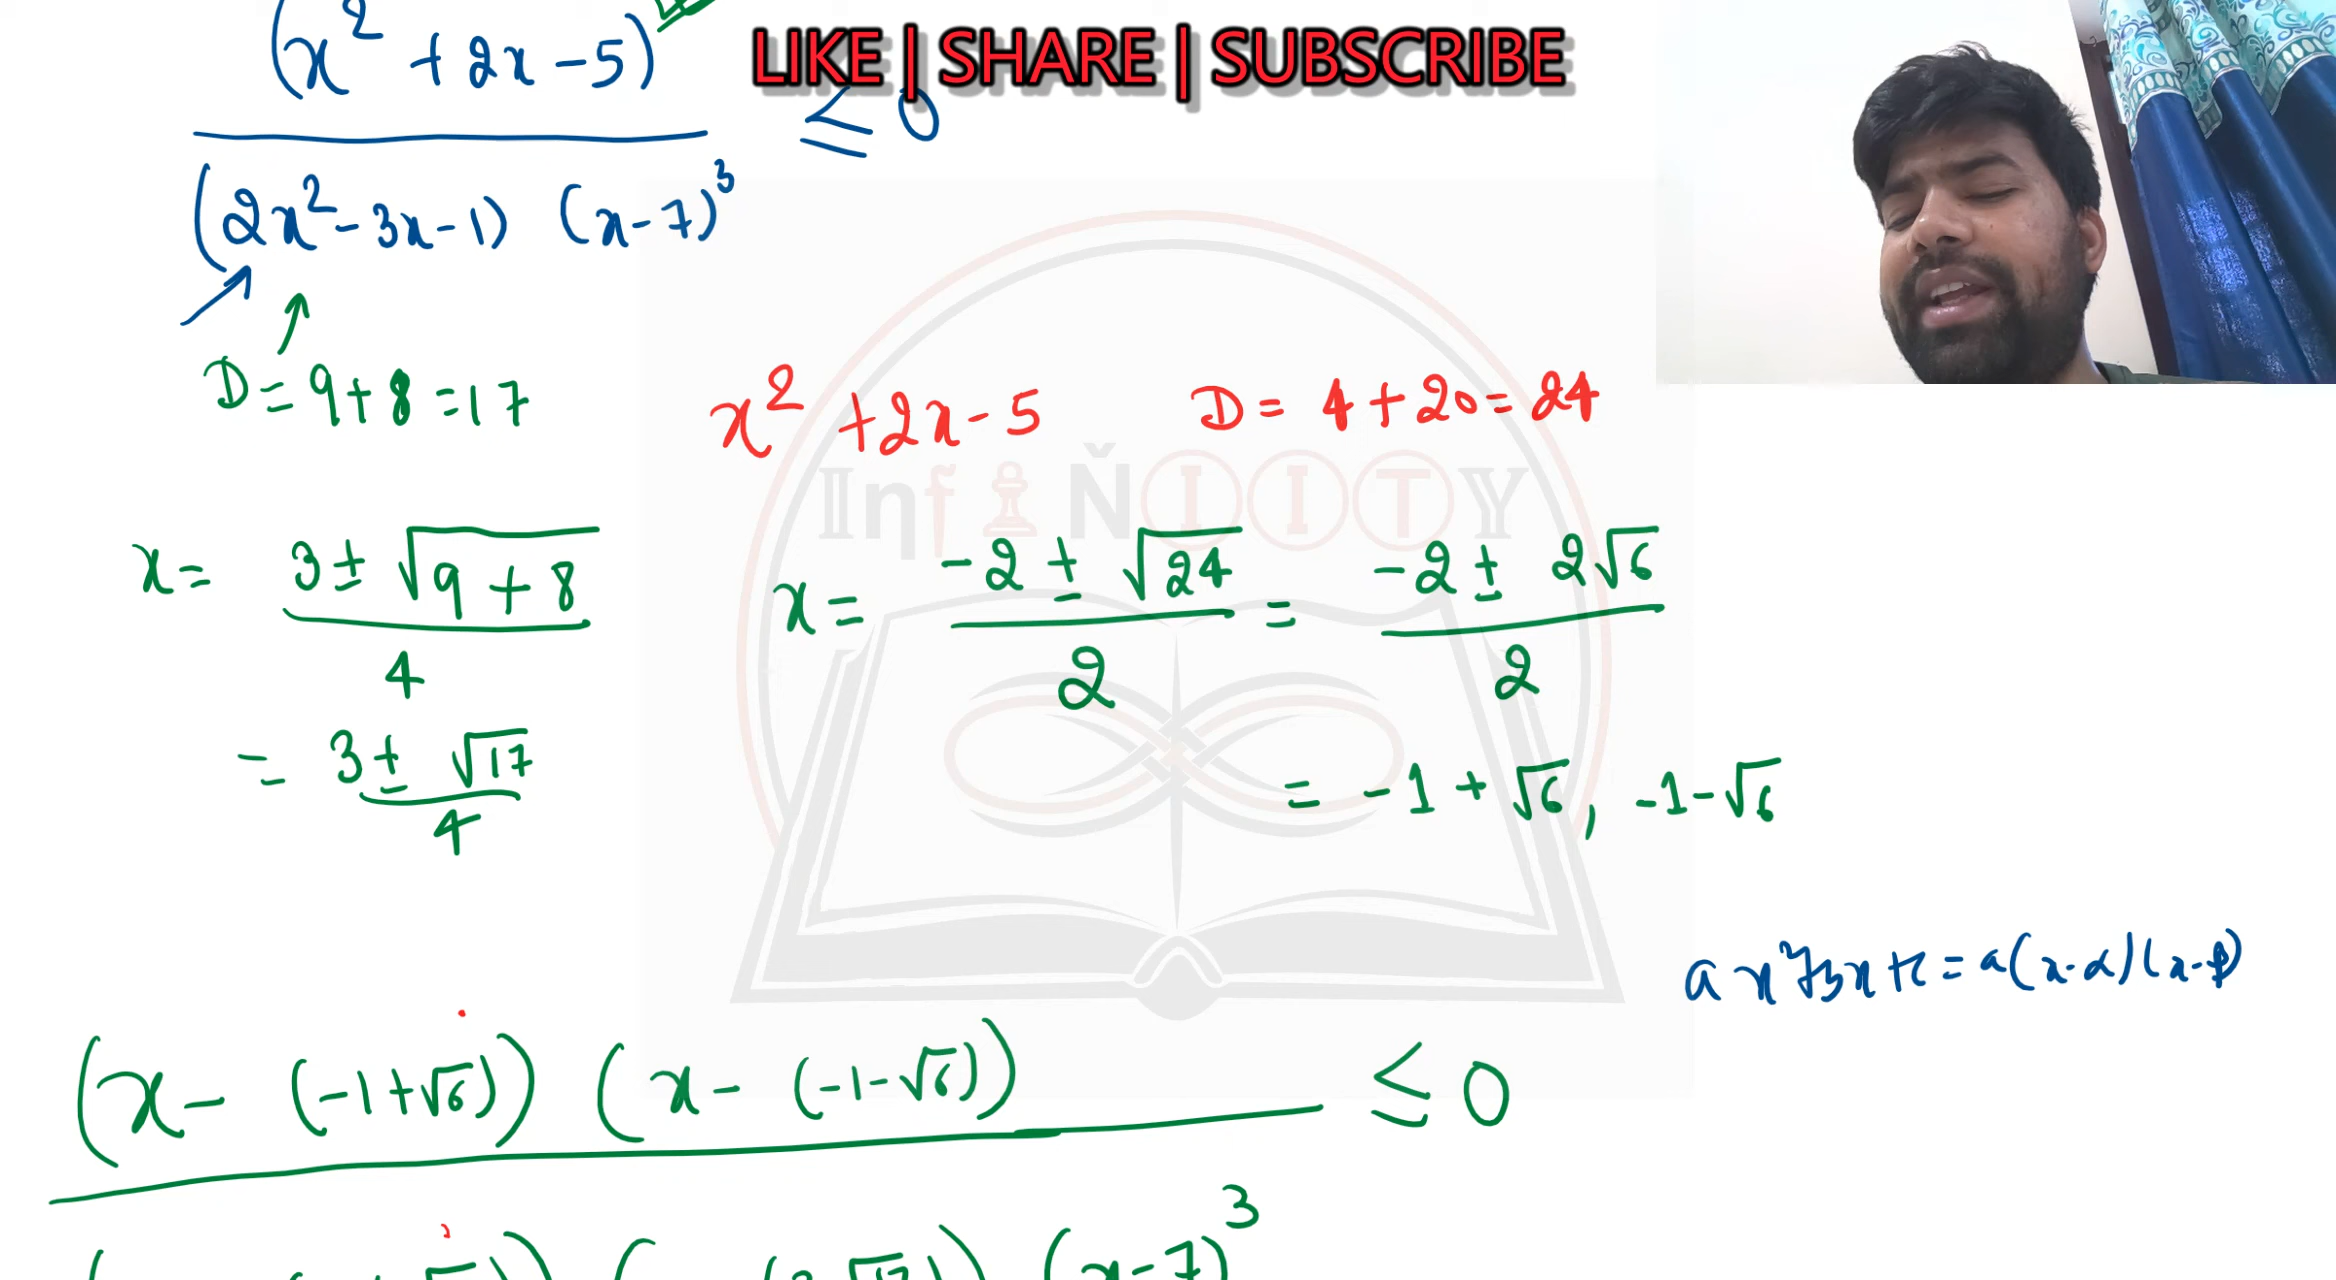 LIKE | SHARE | SUBSCRIBE
(x² + 2x - 5)
≤ 0
(2x² - 3x - 1) (x - 7)³
D = 9 + 8 = 17
x² + 2x - 5 D = 4 + 20 = 24
InfiŇIITY
x = 3 ± √9 + 8 / 4
x = -2 ± √24 / 2 = -2 ± 2√6 / 2
= 3 ± √17 / 4
= -1 + √6, -1 - √6
ax² + bx + c = a(x - α)(x - β)
(x - (-1 + √6)) (x - (-1 - √6)) ≤ 0
(x - 7)³